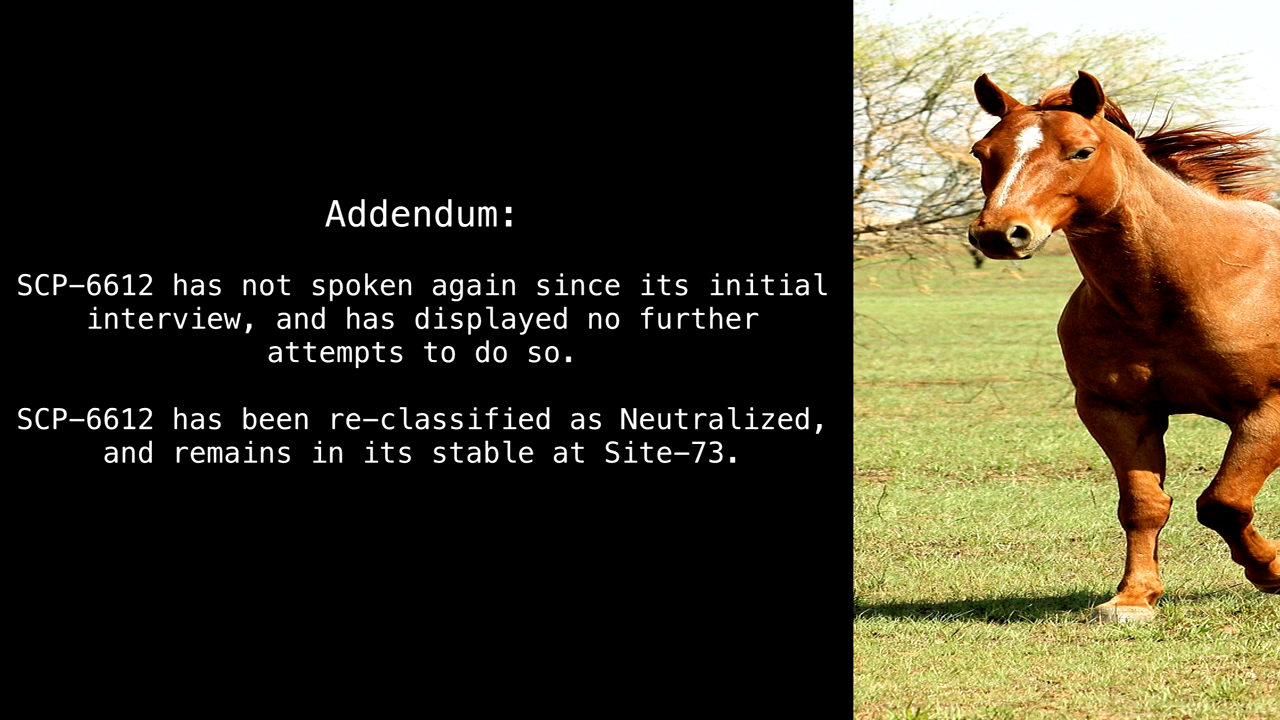 Addendum:
SCP-6612 has not spoken again since its initial
interview, and has displayed no further
attempts to do so.
SCP-6612 has been re-classified as Neutralized,
and remains in its stable at Site-73.